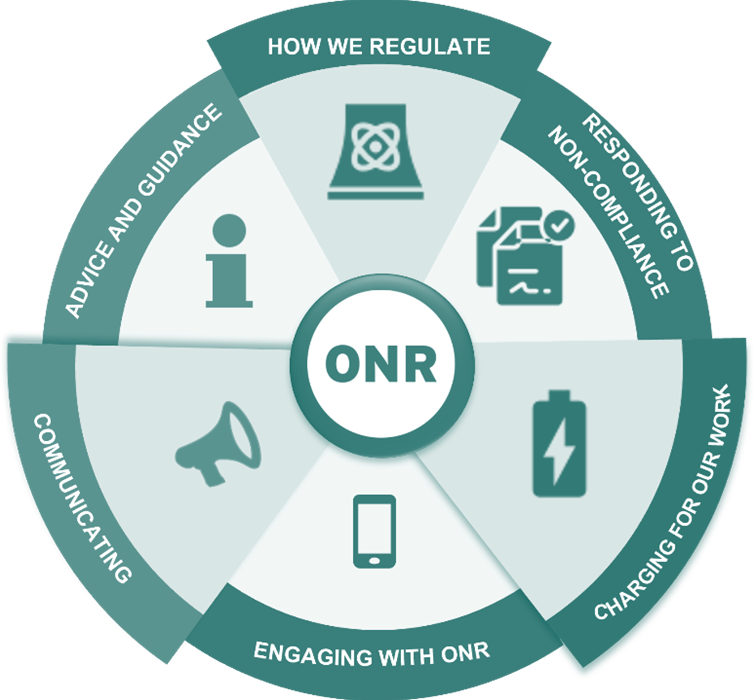 HOW WE REGULATE
RESPONDING TO
NON-COMPLIANCE
CHARGING FOR OUR WORK
ENGAGING WITH ONR
COMMUNICATING
ADVICE AND GUIDANCE
ONR